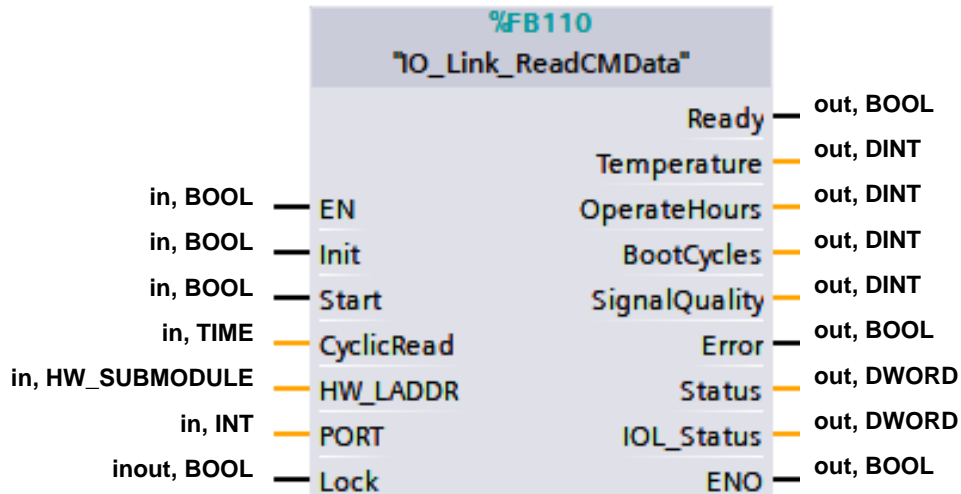 %FB110
"IO_Link_ReadCMData"
Ready out, BOOL
Temperature out, DINT
in, BOOL EN OperateHours out, DINT
in, BOOL Init BootCycles out, DINT
in, BOOL Start SignalQuality out, DINT
in, TIME CyclicRead Error out, BOOL
in, HW_SUBMODULE HW_LADDR Status out, DWORD
in, INT PORT IOL_Status out, DWORD
inout, BOOL Lock ENO out, BOOL